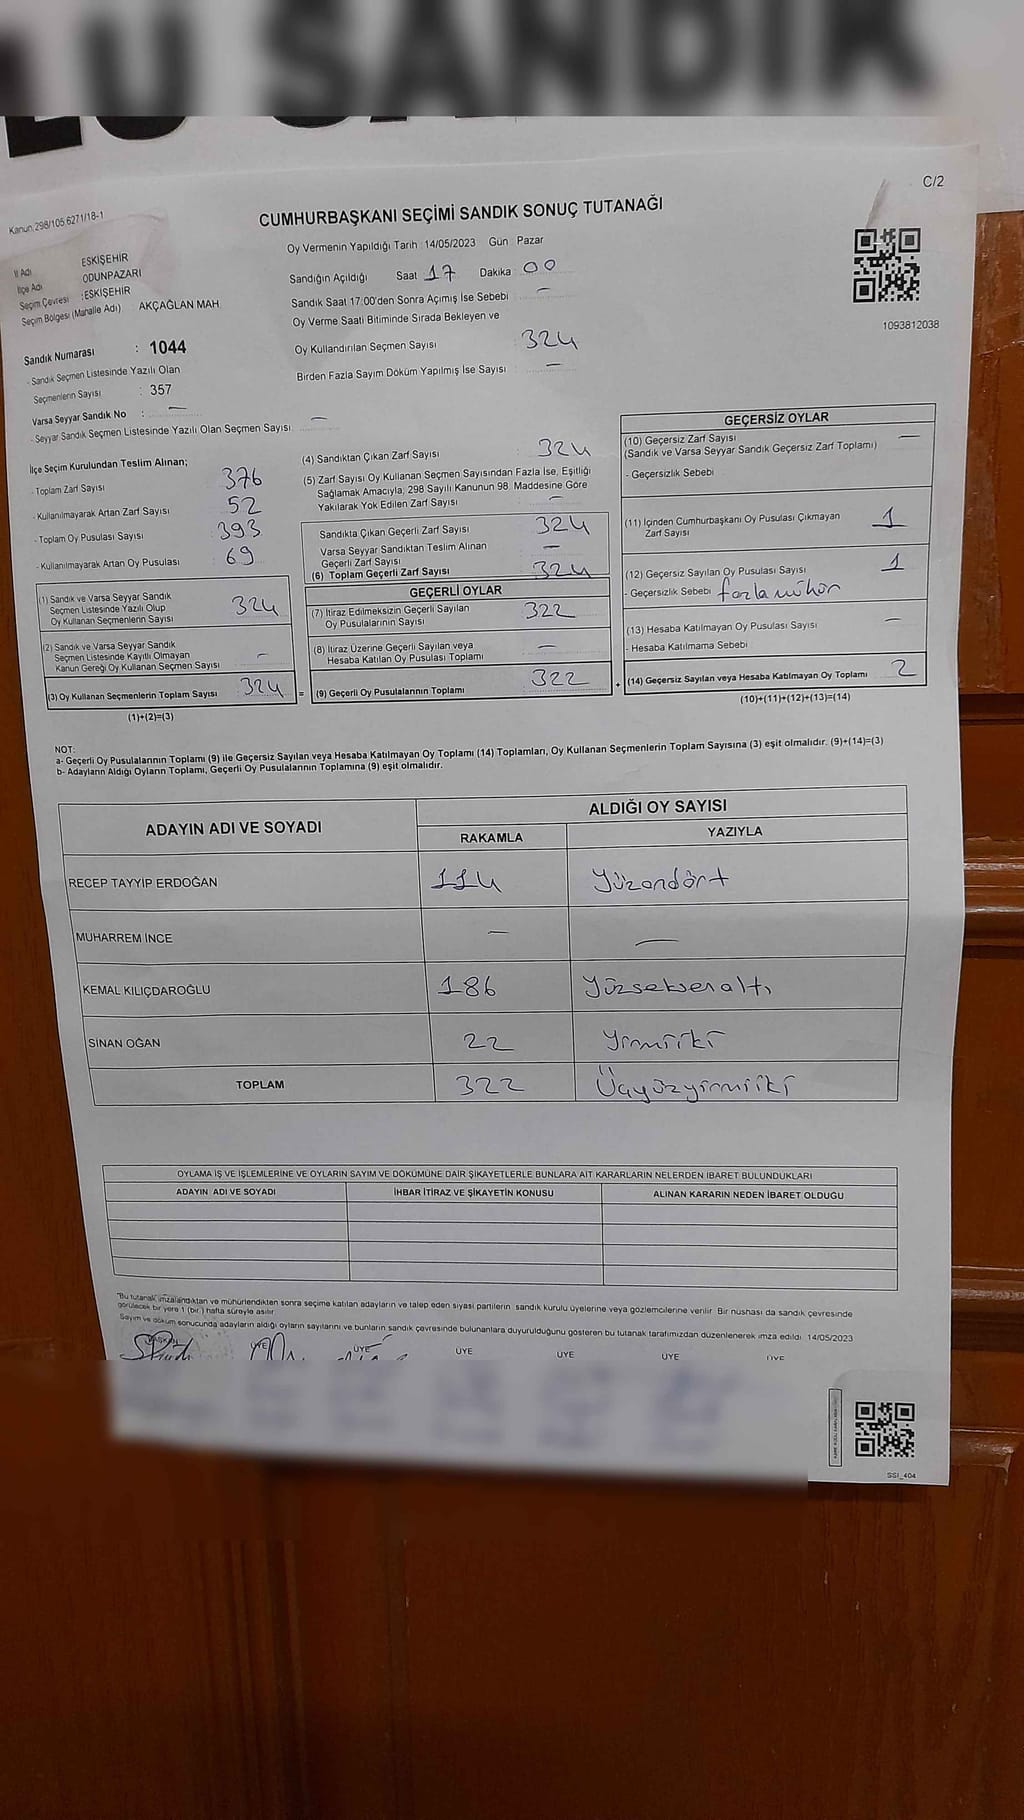 LU SANDIK
C/2
Kanun:298/105.6271/18-1
CUMHURBAŞKANI SEÇİMİ SANDIK SONUÇ TUTANAĞI
Oy Vermenin Yapıldığı Tarih : 14/05/2023 Gün : Pazar
İl Adı : ESKİŞEHİR
İlçe Adı : ODUNPAZARI
Seçim Çevresi : ESKİŞEHİR
Seçim Bölgesi (Mahalle Adı) AKÇAĞLAN MAH.
Sandığın Açıldığı Saat 17 Dakika 00
Sandık Saat 17:00'den Sonra Açımış İse Sebebi : —
Oy Verme Saati Bitiminde Sırada Bekleyen ve
Oy Kullandırılan Seçmen Sayısı : 324
Birden Fazla Sayım Döküm Yapılmış İse Sayısı : —
1093812038
Sandık Numarası : 1044
- Sandık Seçmen Listesinde Yazılı Olan
Seçmenlerin Sayısı : 357
Varsa Seyyar Sandık No : —
- Seyyar Sandık Seçmen Listesinde Yazılı Olan Seçmen Sayısı: —
İlçe Seçim Kurulundan Teslim Alınan;
- Toplam Zarf Sayısı 376
- Kullanılmayarak Artan Zarf Sayısı 52
- Toplam Oy Pusulası Sayısı 393
- Kullanılmayarak Artan Oy Pusulası 69
(1) Sandık ve Varsa Seyyar Sandık
Seçmen Listesinde Yazılı Olup
Oy Kullanan Seçmenlerin Sayısı 324
(2) Sandık ve Varsa Seyyar Sandık
Seçmen Listesinde Kayıtlı Olmayan
Kanun Gereği Oy Kullanan Seçmen Sayısı —
(3) Oy Kullanan Seçmenlerin Toplam Sayısı 324
(1)+(2)=(3)
(4) Sandıktan Çıkan Zarf Sayısı : 324
(5) Zarf Sayısı Oy Kullanan Seçmen Sayısından Fazla İse, Eşitliği
Sağlamak Amacıyla, 298 Sayılı Kanunun 98. Maddesine Göre
Yakılarak Yok Edilen Zarf Sayısı : —
Sandıkta Çıkan Geçerli Zarf Sayısı 324
Varsa Seyyar Sandıktan Teslim Alınan
Geçerli Zarf Sayısı —
(6) Toplam Geçerli Zarf Sayısı 324
GEÇERLİ OYLAR
(7) İtiraz Edilmeksizin Geçerli Sayılan
Oy Pusulalarının Sayısı 322
(8) İtiraz Üzerine Geçerli Sayılan veya
Hesaba Katılan Oy Pusulası Toplamı —
= (9) Geçerli Oy Pusulalarının Toplamı 322
GEÇERSİZ OYLAR
(10) Geçersiz Zarf Sayısı —
(Sandık ve Varsa Seyyar Sandık Geçersiz Zarf Toplamı)
- Geçersizlik Sebebi
(11) İçinden Cumhurbaşkanı Oy Pusulası Çıkmayan
Zarf Sayısı 1
(12) Geçersiz Sayılan Oy Pusulası Sayısı 1
- Geçersizlik Sebebi fazla mühür
(13) Hesaba Katılmayan Oy Pusulası Sayısı —
- Hesaba Katılmama Sebebi
+ (14) Geçersiz Sayılan veya Hesaba Katılmayan Oy Toplamı 2
(10)+(11)+(12)+(13)=(14)
NOT:
a- Geçerli Oy Pusulalarının Toplamı (9) ile Geçersiz Sayılan veya Hesaba Katılmayan Oy Toplamı (14) Toplamları, Oy Kullanan Seçmenlerin Toplam Sayısına (3) eşit olmalıdır. (9)+(14)=(3)
b- Adayların Aldığı Oyların Toplamı, Geçerli Oy Pusulalarının Toplamına (9) eşit olmalıdır.
ADAYIN ADI VE SOYADI ALDIĞI OY SAYISI
RAKAMLA YAZIYLA
RECEP TAYYİP ERDOĞAN 114 Yüzondört
MUHARREM İNCE — —
KEMAL KILIÇDAROĞLU 186 Yüzseksenaltı
SİNAN OĞAN 22 Yirmiiki
TOPLAM 322 Üçyüzyirmiiki
OYLAMA İŞ VE İŞLEMLERİNE VE OYLARIN SAYIM VE DÖKÜMÜNE DAİR ŞİKAYETLERLE BUNLARA AİT KARARLARIN NELERDEN İBARET BULUNDUKLARI
ADAYIN ADI VE SOYADI İHBAR İTİRAZ VE ŞİKAYETİN KONUSU ALINAN KARARIN NEDEN İBARET OLDUĞU
"Bu tutanak imzalandıktan ve mühürlendikten sonra seçime katılan adayların ve talep eden siyasi partilerin sandık kurulu üyelerine veya gözlemcilerine verilir. Bir nüshası da sandık çevresinde
görülecek bir yere 1 (bir) hafta süreyle asılır.
Sayım ve döküm sonucunda adayların aldığı oyların sayılarını ve bunların sandık çevresinde bulunanlara duyurulduğunu gösteren bu tutanak tarafımızdan düzenlenerek imza edildi. 14/05/2023
BAŞKAN ÜYE ÜYE ÜYE ÜYE ÜYE ÜYE
SSI_404